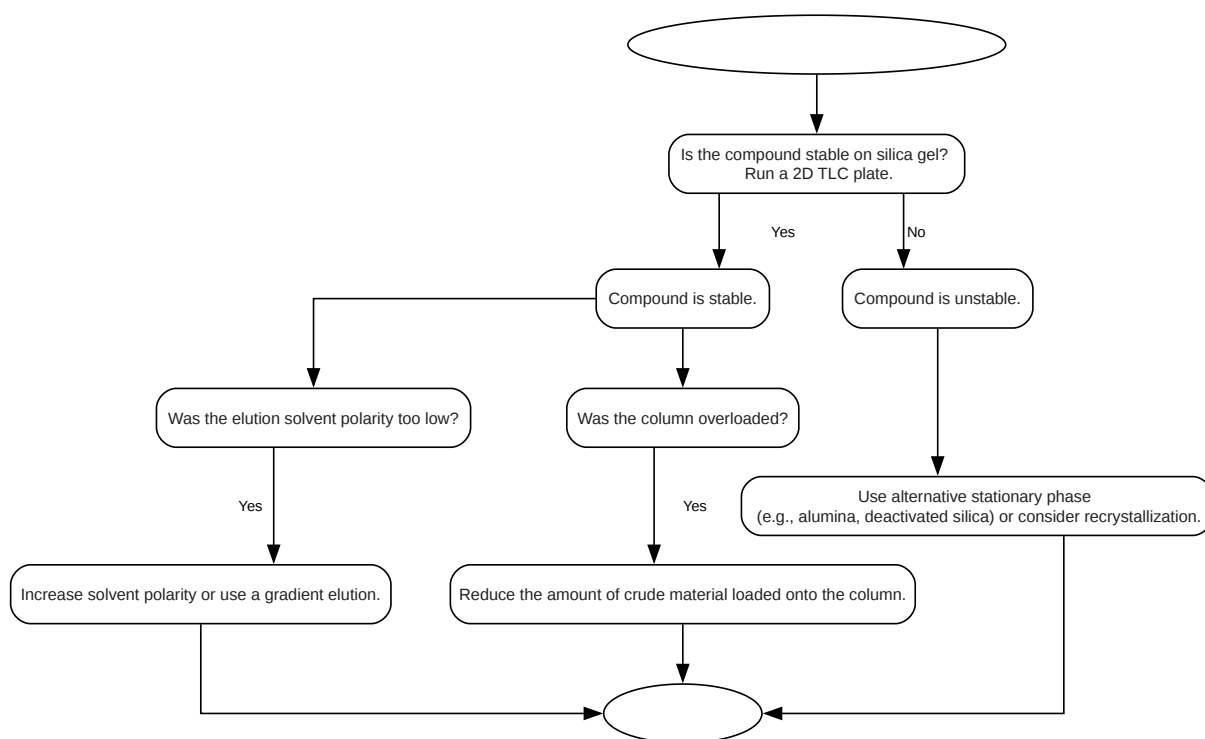 Is the compound stable on silica gel?
Run a 2D TLC plate.
Yes
No
Compound is stable.
Compound is unstable.
Was the elution solvent polarity too low?
Was the column overloaded?
Yes
Yes
Use alternative stationary phase
(e.g., alumina, deactivated silica) or consider recrystallization.
Increase solvent polarity or use a gradient elution.
Reduce the amount of crude material loaded onto the column.